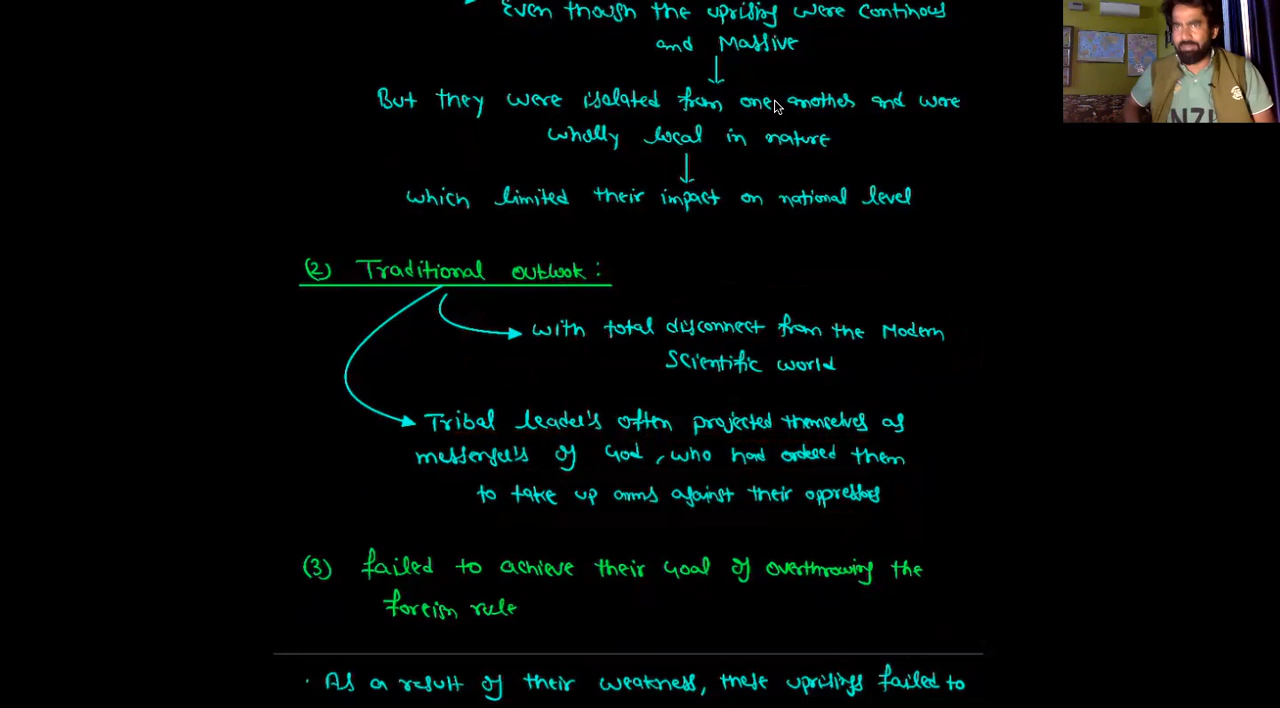 Even though the uprising were continous
and Massive
But they were isolated from one another and were
wholly local in nature
which limited their impact on national level
(2) Traditional outlook :
with total disconnect from the Modern
Scientific world
Tribal leader's often projected themselves as
messenger's of God, who had ordered them
to take up arms against their oppressors
(3) failed to achieve their Goal of overthrowing the
foreign rule
. As a result of their weakness, these uprisings failed to
NZ